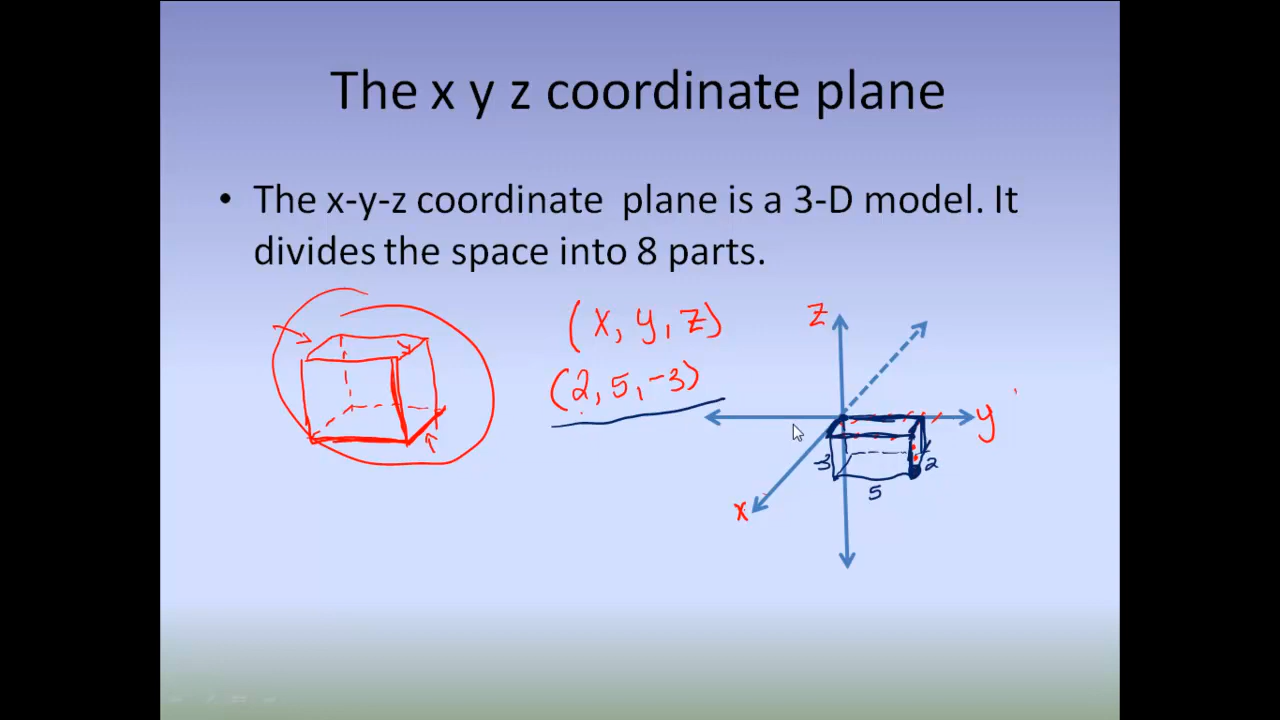 The x y z coordinate plane
• The x-y-z coordinate plane is a 3-D model. It
divides the space into 8 parts.
(x, y, z)
(2, 5, -3)
z
y
-3
2
5
x